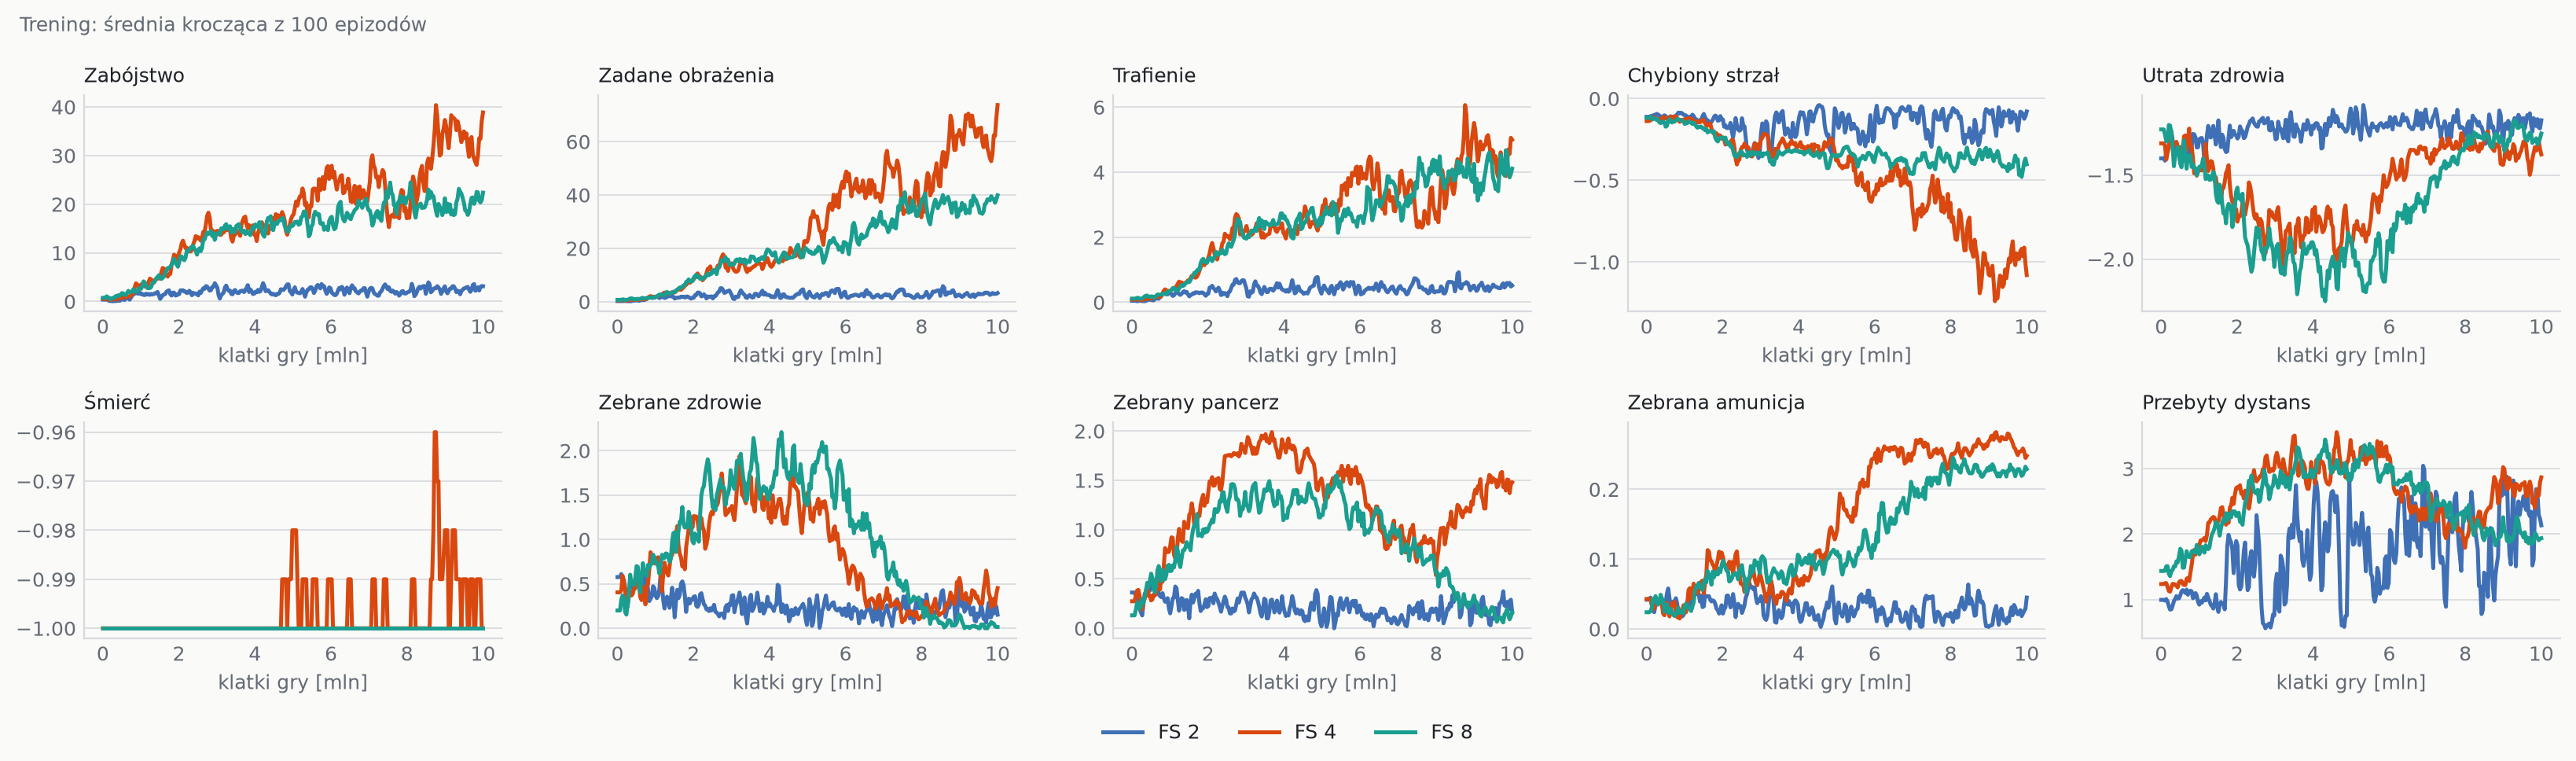 Trening: średnia krocząca z 100 epizodów
Zabójstwo
40
30
20
10
0
0 2 4 6 8 10
klatki gry [mln]
Zadane obrażenia
60
40
20
0
0 2 4 6 8 10
klatki gry [mln]
Trafienie
6
4
2
0
0 2 4 6 8 10
klatki gry [mln]
Chybiony strzał
0.0
−0.5
−1.0
0 2 4 6 8 10
klatki gry [mln]
Utrata zdrowia
−1.5
−2.0
0 2 4 6 8 10
klatki gry [mln]
Śmierć
−0.96
−0.97
−0.98
−0.99
−1.00
0 2 4 6 8 10
klatki gry [mln]
Zebrane zdrowie
2.0
1.5
1.0
0.5
0.0
0 2 4 6 8 10
klatki gry [mln]
Zebrany pancerz
2.0
1.5
1.0
0.5
0.0
0 2 4 6 8 10
klatki gry [mln]
Zebrana amunicja
0.2
0.1
0.0
0 2 4 6 8 10
klatki gry [mln]
Przebyty dystans
3
2
1
0 2 4 6 8 10
klatki gry [mln]
FS 2 FS 4 FS 8